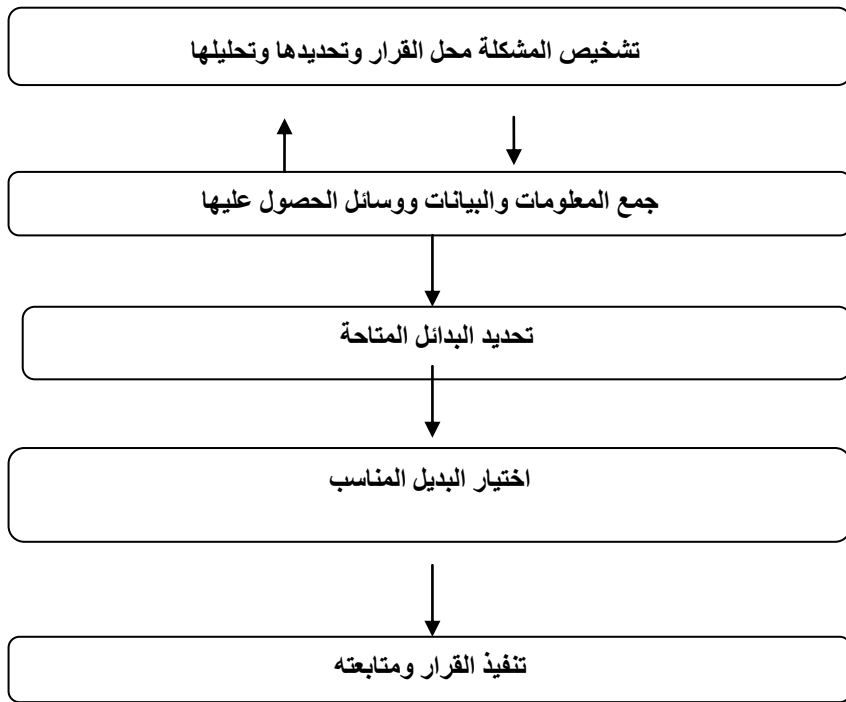 تشخيص المشكلة محل القرار وتحديدها وتحليلها
جمع المعلومات والبيانات ووسائل الحصول عليها
تحديد البدائل المتاحة
اختيار البديل المناسب
تنفيذ القرار ومتابعته